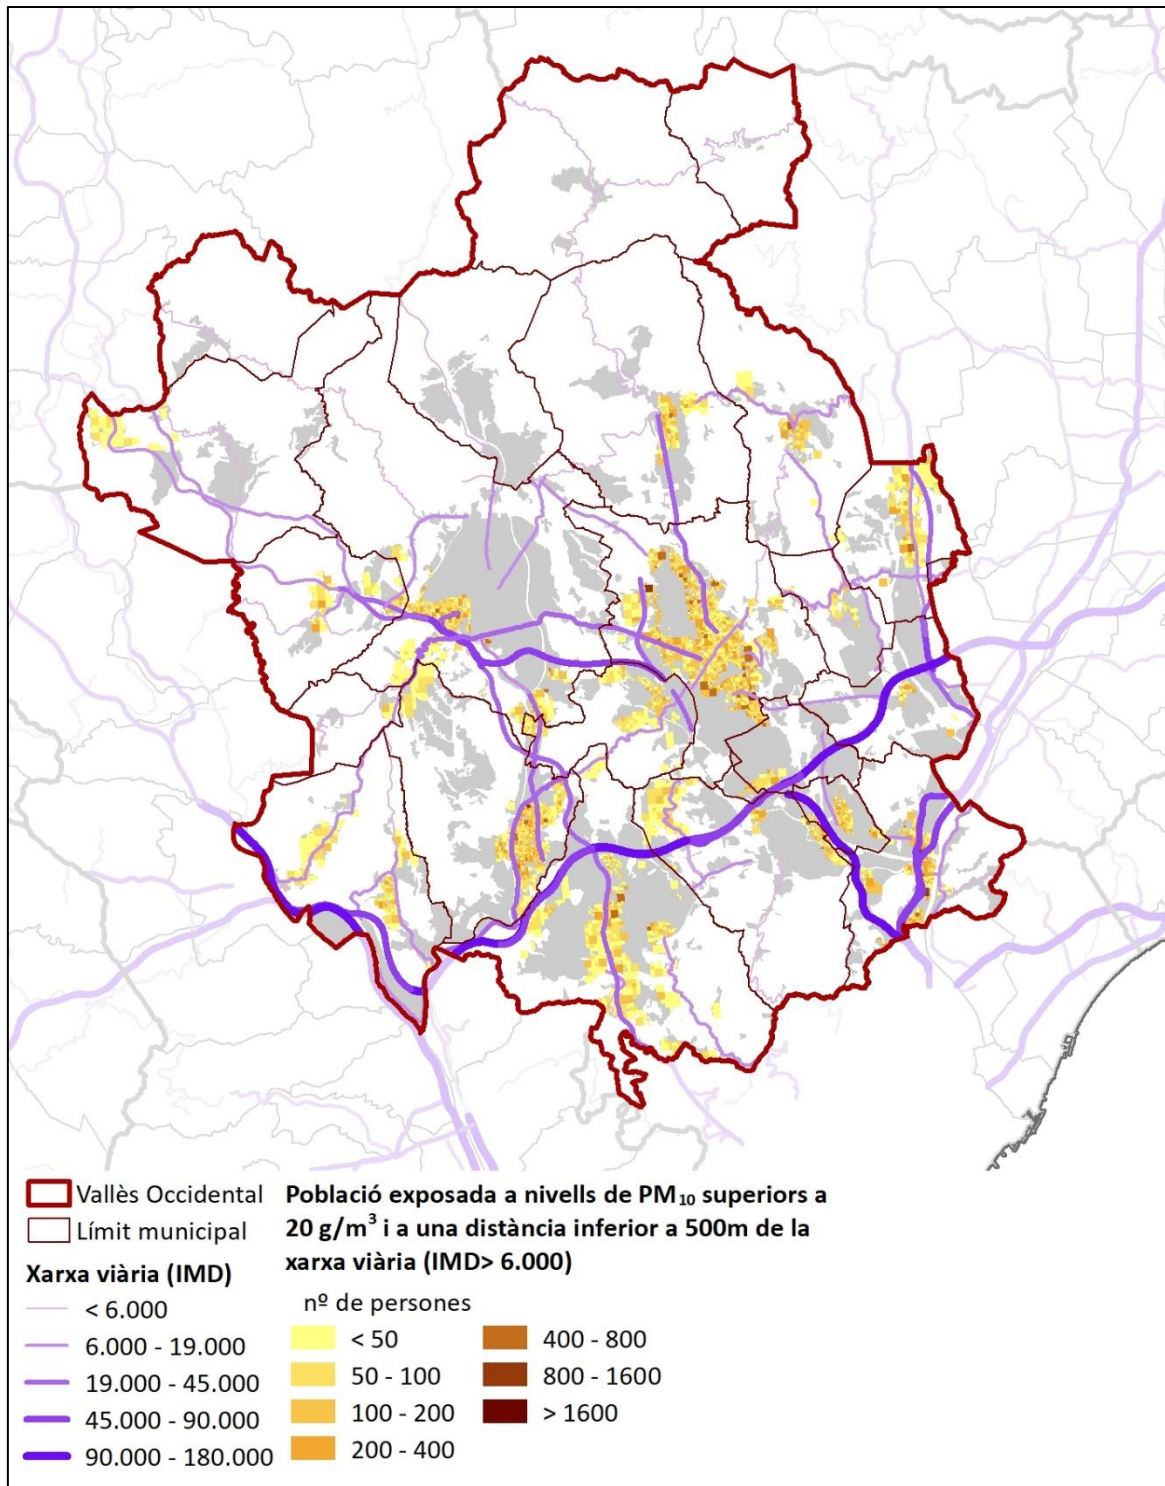 Vallès Occidental
Límit municipal
Xarxa viària (IMD)
< 6.000
6.000 - 19.000
19.000 - 45.000
45.000 - 90.000
90.000 - 180.000
Població exposada a nivells de PM₁₀ superiors a
20 g/m³ i a una distància inferior a 500m de la
xarxa viària (IMD> 6.000)
nº de persones
< 50
50 - 100
100 - 200
200 - 400
400 - 800
800 - 1600
> 1600